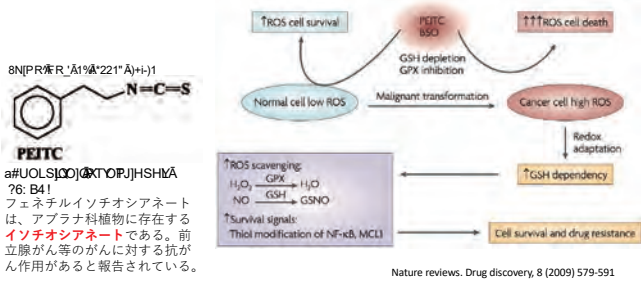 N=C=S
PEITC
フェネチルイソチオシアネート
は、アブラナ科植物に存在する
イソチオシアネートである。前
立腺がん等のがんに対する抗が
ん作用があると報告されている。
↑ROS cell survival
PEITC
BSO
↑↑↑ROS cell death
GSH depletion
GPX inhibition
Normal cell low ROS
Malignant transformation
Cancer cell high ROS
Redox
adaptation
↑ROS scavenging:
H₂O₂ GPX H₂O
NO GSH GSNO
↑Survival signals:
Thiol modification of NF-κB, MCL1
↑GSH dependency
Cell survival and drug resistance
Nature reviews. Drug discovery, 8 (2009) 579-591